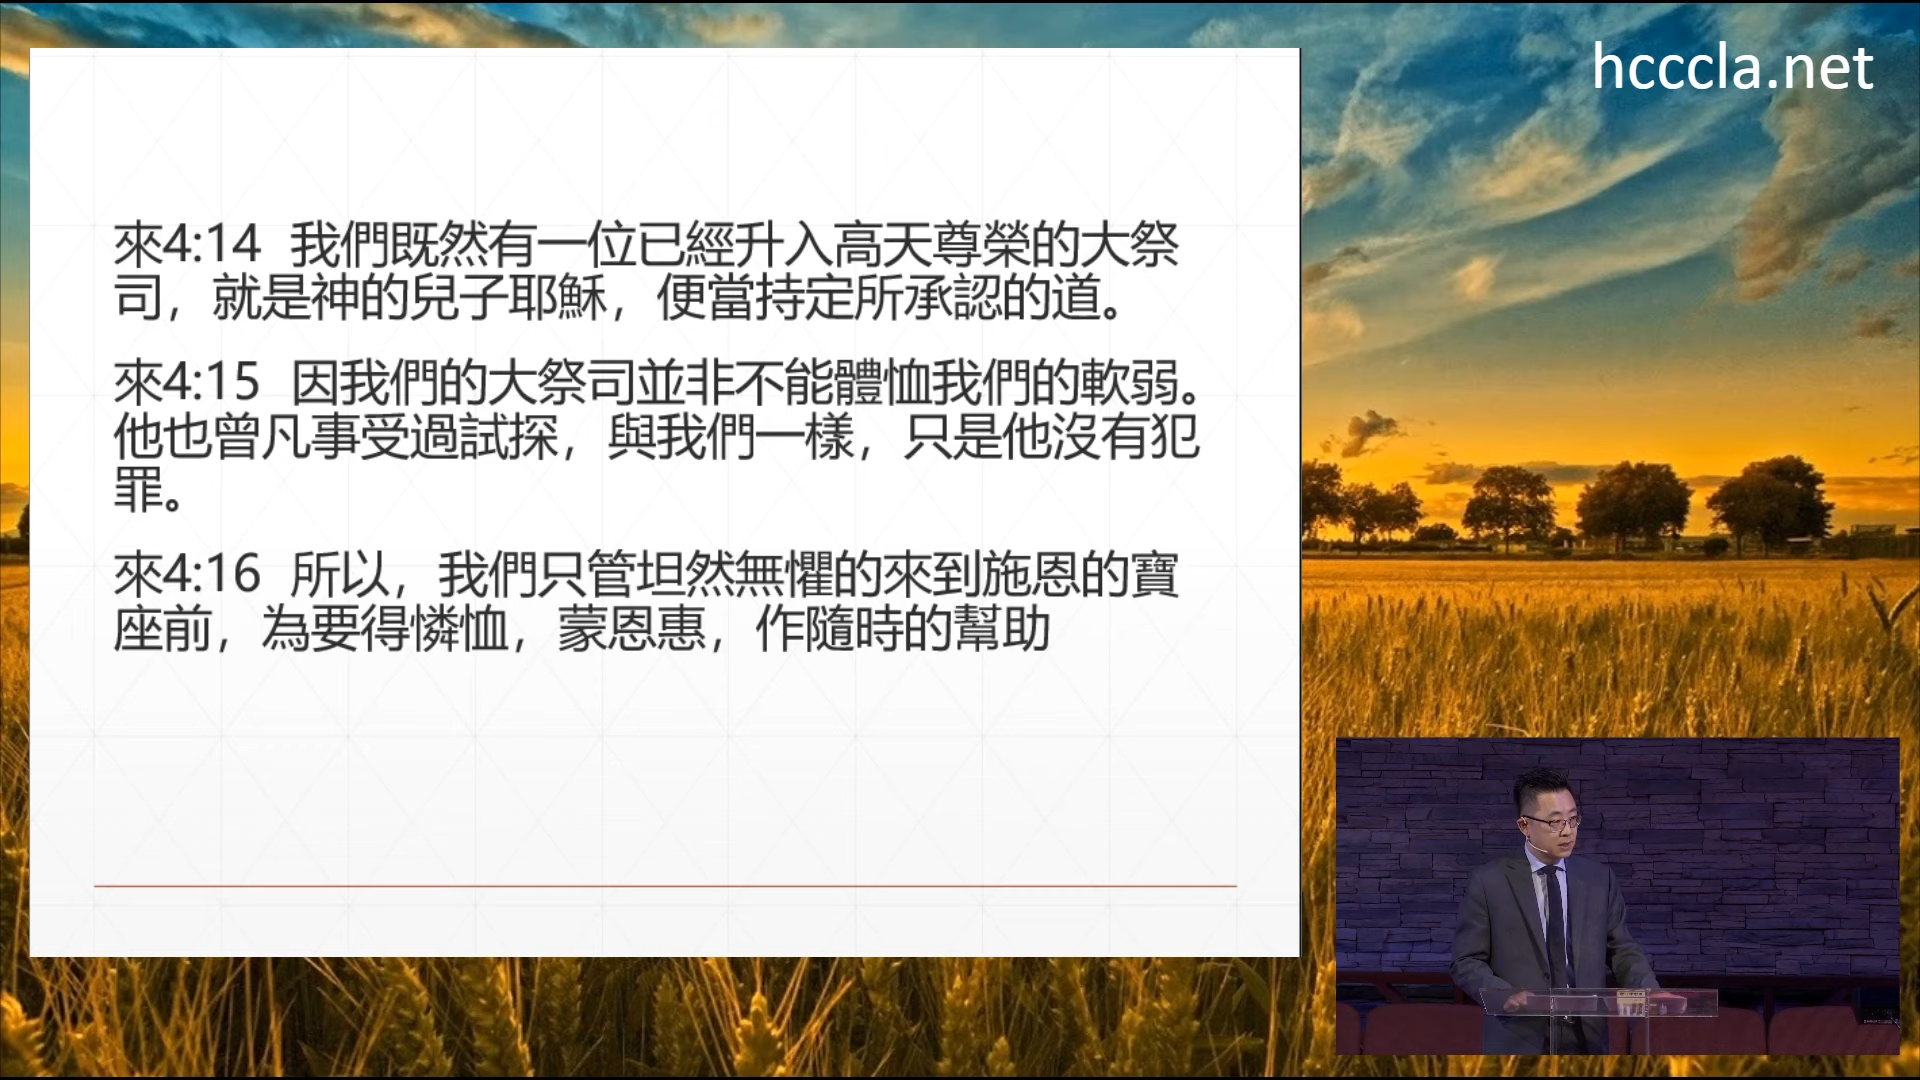 hcccla.net
來4:14 我們既然有一位已經升入高天尊榮的大祭
司，就是神的兒子耶穌，便當持定所承認的道。
來4:15 因我們的大祭司並非不能體恤我們的軟弱。
他也曾凡事受過試探，與我們一樣，只是他沒有犯
罪。
來4:16 所以，我們只管坦然無懼的來到施恩的寶
座前，為要得憐恤，蒙恩惠，作隨時的幫助